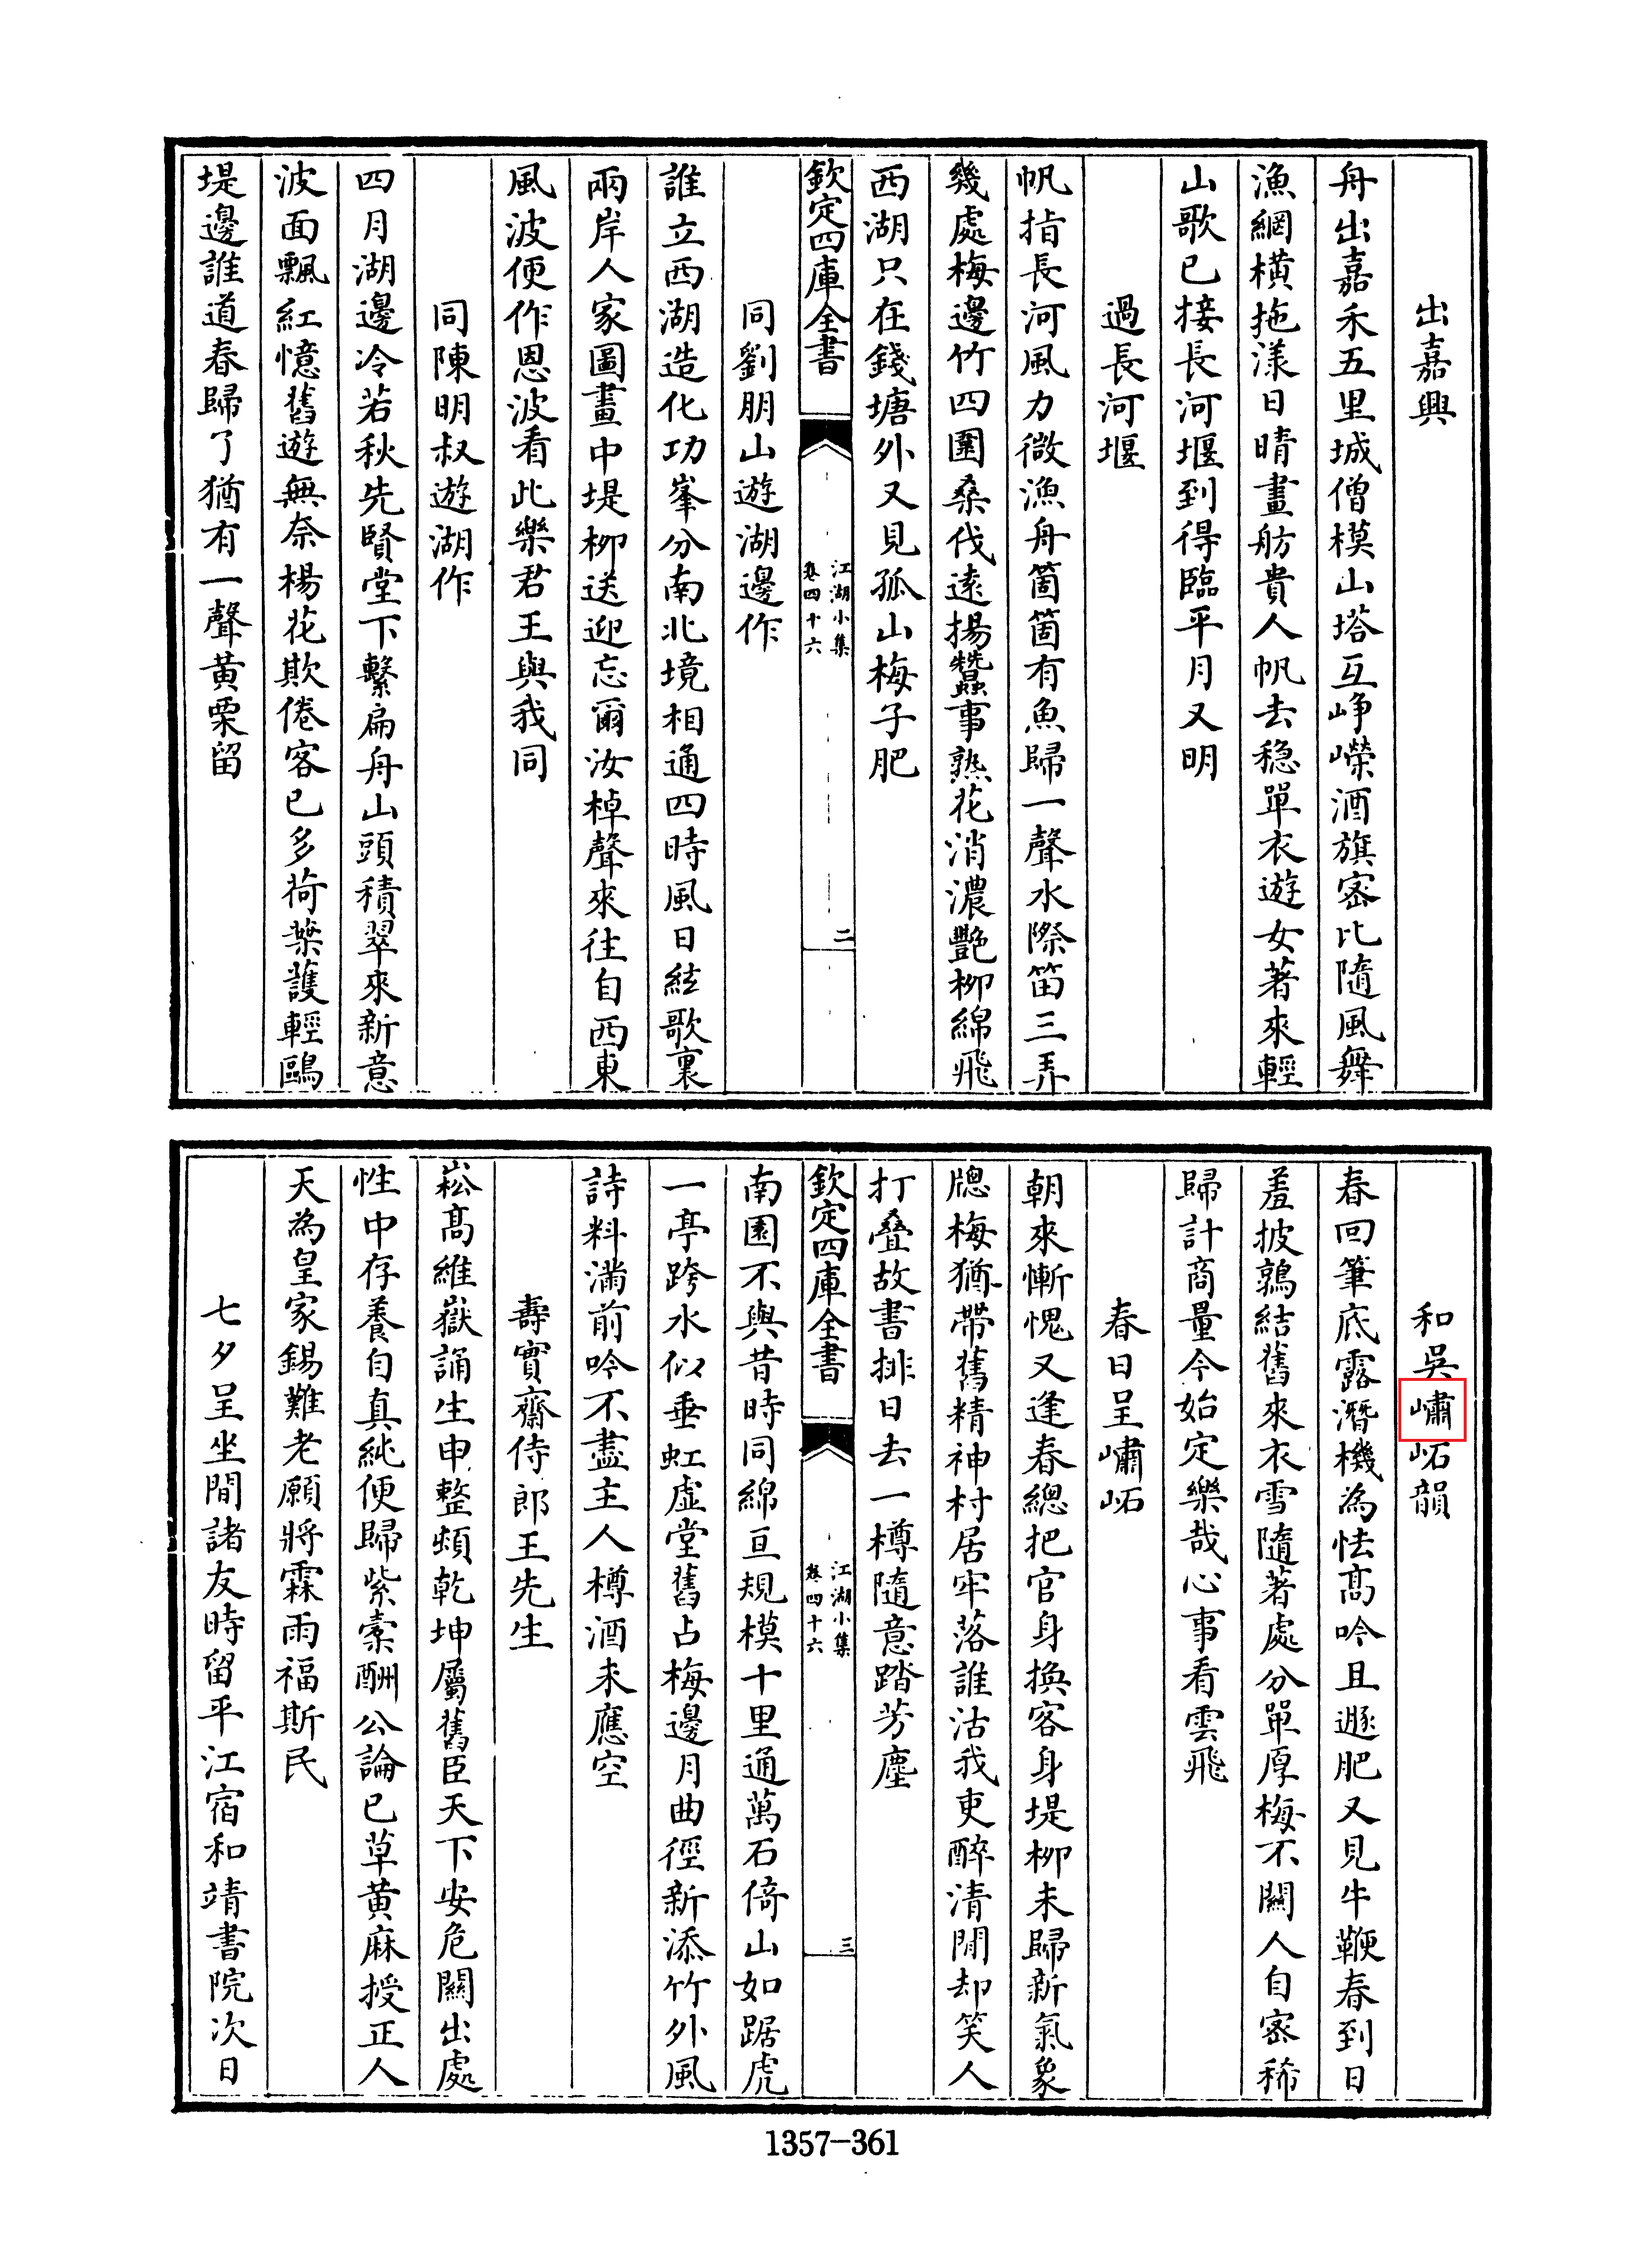 出嘉興
舟出嘉禾五里城僧模山塔互崢嶸酒旗密比隨風舞
漁網橫拖漾日晴畫舫貴人帆去穏單衣遊女著來輕
山歌已接長河堰到得臨平月又明
過長河堰
帆指長河風力微漁舟箇箇有魚歸一聲水際笛三弄
幾處梅邊竹四圍桑伐逺揚蠶事熟花消濃艷柳綿飛
西湖只在錢塘外又見孤山梅子肥
欽定四庫全書
江湖小集
卷四十六
二
同劉朋山遊湖邊作
誰立西湖造化功峯分南北境相通四時風日絃歌裏
兩岸人家圖畫中堤柳送迎忘爾汝棹聲來往自西東
風波便作恩波看此樂君王與我同
同陳明叔遊湖作
四月湖邊冷若秋先賢堂下繫扁舟山頭積翠來新意
波面飄紅憶舊遊無奈楊花欺倦客已多荷葉護輕鷗
堤邊誰道春歸了猶有一聲黃栗留
和吳嘯㟯韻
春回筆底露潛機為怯髙吟且遯肥又見牛鞭春到日
羞披鶉結舊來衣雪隨著處分單厚梅不關人自密稀
歸計商量今始定樂哉心事看雲飛
春日呈嘯㟯
朝來慚愧又逢春總把官身換客身堤柳未歸新氣象
牕梅猶帶舊精神村居牢落誰沽我吏醉清閒却笑人
打疊故書排日去一樽隨意踏芳塵
欽定四庫全書
江湖小集
卷四十六
三
南園不與昔時同綿亘規模十里通萬石倚山如踞虎
一亭跨水似垂虹虛堂舊占梅邊月曲徑新添竹外風
詩料滿前吟不盡主人樽酒未應空
壽實齋侍郎王先生
崧髙維嶽誦生申整頓乾坤屬舊臣天下安危關出處
性中存養自真純便歸紫橐酬公論已草黃麻授正人
天為皇家錫難老願將霖雨福斯民
七夕呈坐間諸友時留平江宿和靖書院次日
1357-361